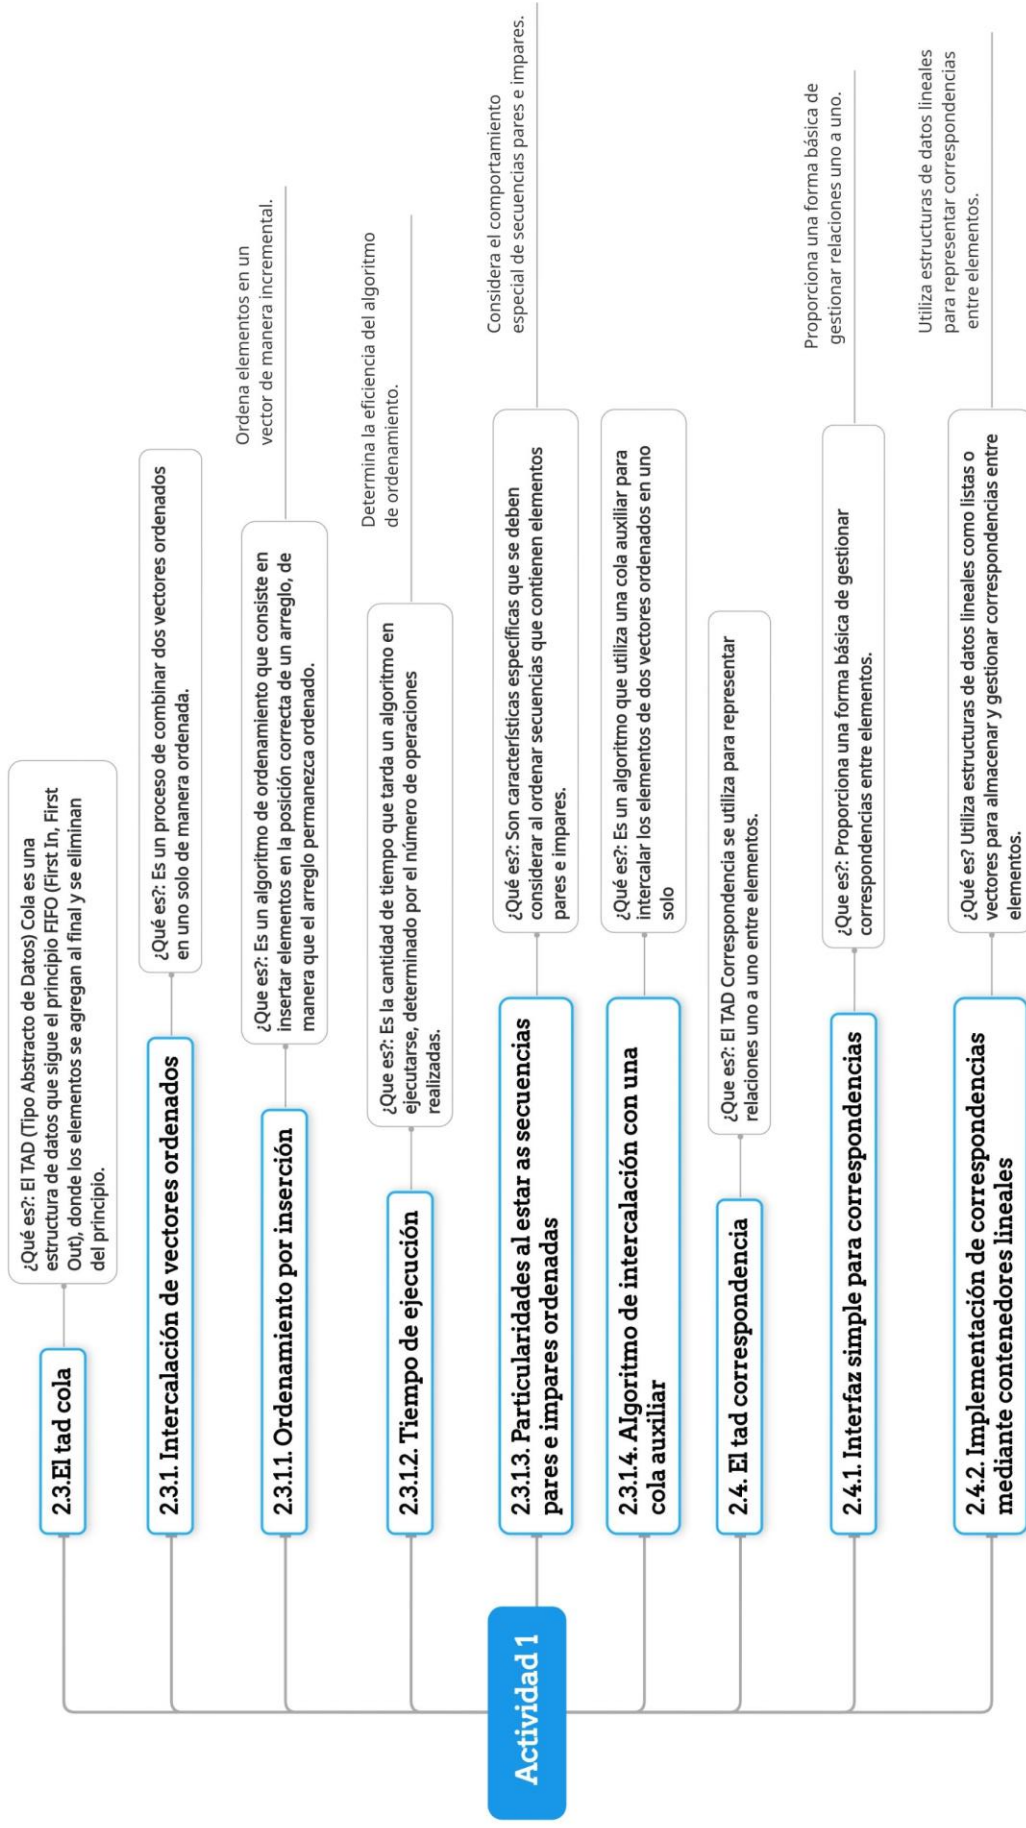 Actividad 1
2.3.El tad cola
¿Qué es?: El TAD (Tipo Abstracto de Datos) Cola es una
estructura de datos que sigue el principio FIFO (First In, First
Out), donde los elementos se agregan al final y se eliminan
del principio.
2.3.1. Intercalación de vectores ordenados
¿Qué es?: Es un proceso de combinar dos vectores ordenados
en uno solo de manera ordenada.
2.3.1.1. Ordenamiento por inserción
¿Que es?: Es un algoritmo de ordenamiento que consiste en
insertar elementos en la posición correcta de un arreglo, de
manera que el arreglo permanezca ordenado.
Ordena elementos en un
vector de manera incremental.
2.3.1.2. Tiempo de ejecución
¿Que es?: Es la cantidad de tiempo que tarda un algoritmo en
ejecutarse, determinado por el número de operaciones
realizadas.
Determina la eficiencia del algoritmo
de ordenamiento.
2.3.1.3. Particularidades al estar as secuencias
pares e impares ordenadas
¿Qué es?: Son características específicas que se deben
considerar al ordenar secuencias que contienen elementos
pares e impares.
Considera el comportamiento
especial de secuencias pares e impares.
2.3.1.4. Algoritmo de intercalación con una
cola auxiliar
¿Qué es?: Es un algoritmo que utiliza una cola auxiliar para
intercalar los elementos de dos vectores ordenados en uno
solo
2.4. El tad correspondencia
¿Que es?: El TAD Correspondencia se utiliza para representar
relaciones uno a uno entre elementos.
2.4.1. Interfaz simple para correspondencias
¿Que es?: Proporciona una forma básica de gestionar
correspondencias entre elementos.
Proporciona una forma básica de
gestionar relaciones uno a uno.
2.4.2. Implementación de correspondencias
mediante contenedores lineales
¿Qué es? Utiliza estructuras de datos lineales como listas o
vectores para almacenar y gestionar correspondencias entre
elementos.
Utiliza estructuras de datos lineales
para representar correspondencias
entre elementos.